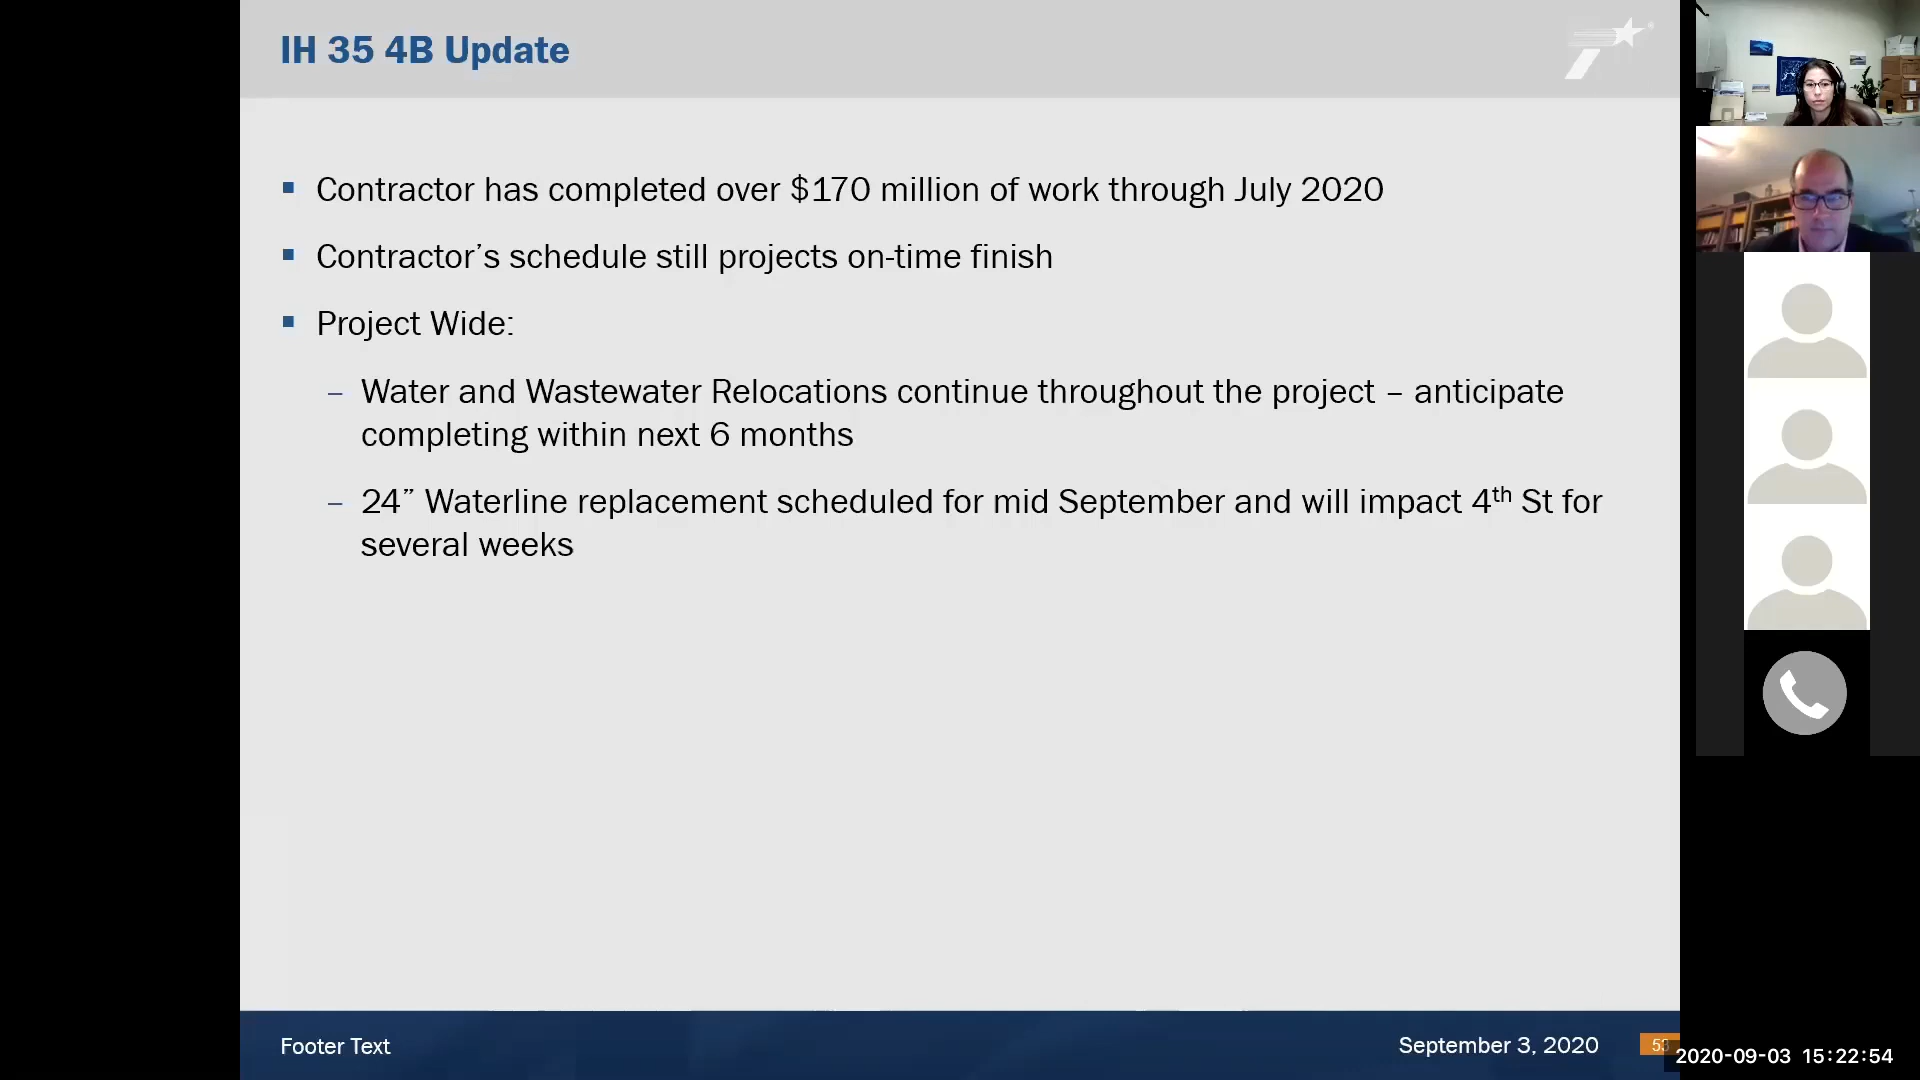 IH 35 4B Update
Contractor has completed over $170 million of work through July 2020
Contractor’s schedule still projects on-time finish
Project Wide:
– Water and Wastewater Relocations continue throughout the project – anticipate
completing within next 6 months
– 24” Waterline replacement scheduled for mid September and will impact 4th St for
several weeks
Footer Text
September 3, 2020
2020-09-03 15:22:54